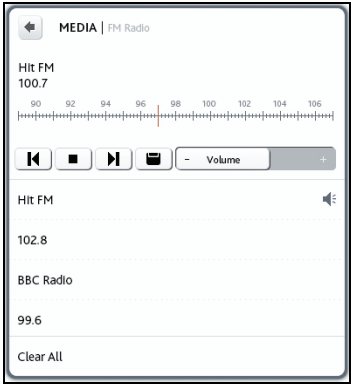 MEDIA | FM Radio
Hit FM
100.7
90 92 94 96 98 100 102 104 106
- Volume +
Hit FM
102.8
BBC Radio
99.6
Clear All